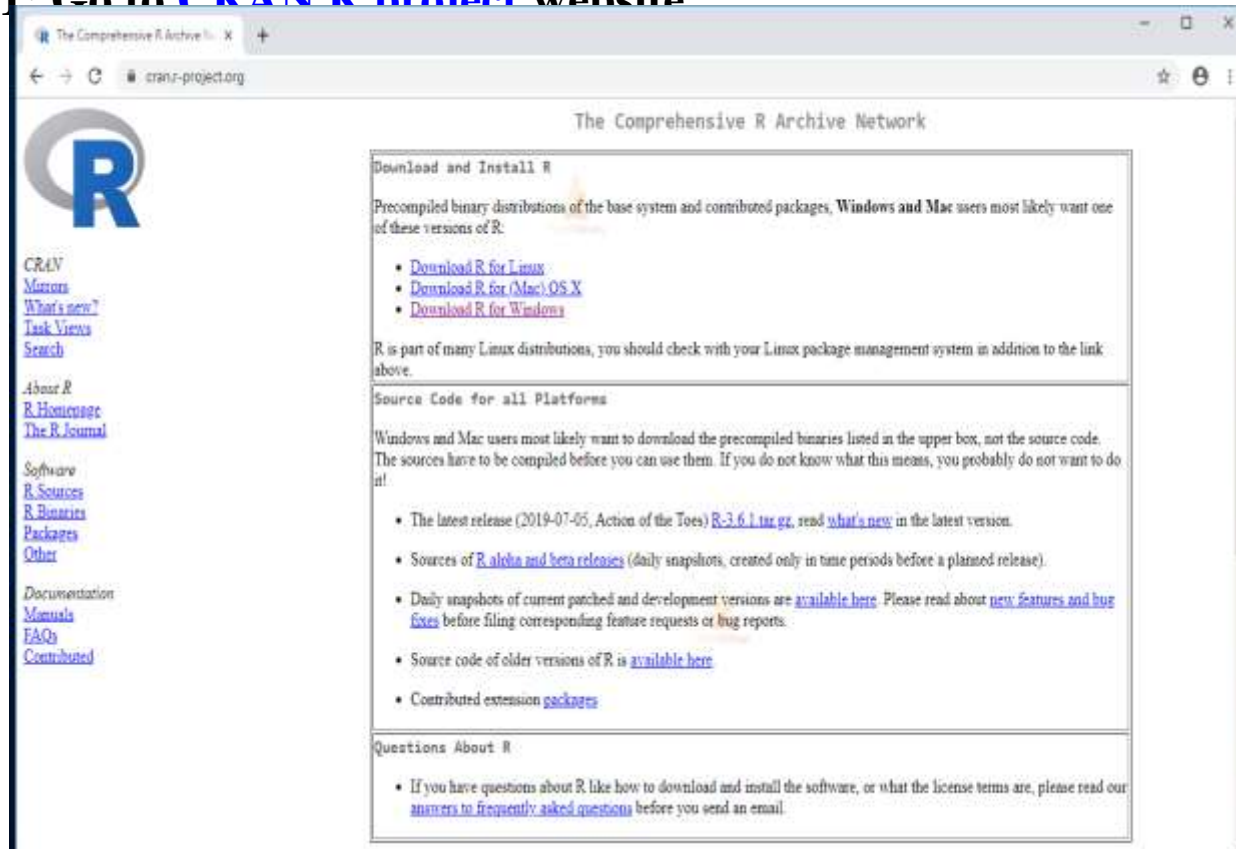 Go to CRAN R project website
The Comprehensive R Archive
cran.r-project.org
The Comprehensive R Archive Network
R
CRAN
Mirrors
What's new?
Task Views
Search
About R
R Homepage
The R Journal
Software
R Sources
R Binaries
Packages
Other
Documentation
Manuals
FAQs
Contributed
Download and Install R
Precompiled binary distributions of the base system and contributed packages, Windows and Mac users most likely want one
of these versions of R:
• Download R for Linux
• Download R for (Mac) OS X
• Download R for Windows
R is part of many Linux distributions, you should check with your Linux package management system in addition to the link
above.
Source Code for all Platforms
Windows and Mac users most likely want to download the precompiled binaries listed in the upper box, not the source code.
The sources have to be compiled before you can use them. If you do not know what this means, you probably do not want to do
it!
• The latest release (2019-07-05, Action of the Toes) R-3.6.1.tar.gz, read what's new in the latest version.
• Sources of R alpha and beta releases (daily snapshots, created only in time periods before a planned release).
• Daily snapshots of current patched and development versions are available here. Please read about new features and bug
fixes before filing corresponding feature requests or bug reports.
• Source code of older versions of R is available here.
• Contributed extension packages
Questions About R
• If you have questions about R like how to download and install the software, or what the license terms are, please read our
answers to frequently asked questions before you send an email.